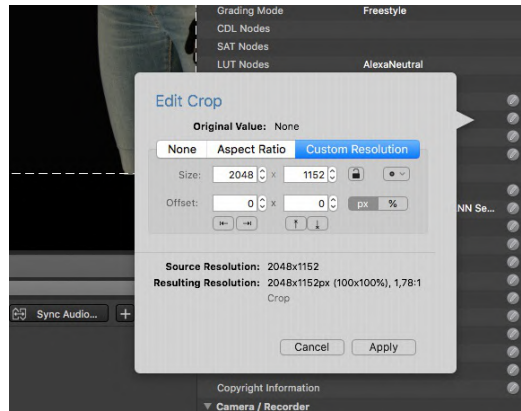 Grading Mode Freestyle
CDL Nodes
SAT Nodes
LUT Nodes AlexaNeutral
Edit Crop
Original Value: None
None Aspect Ratio Custom Resolution
Size: 2048 x 1152
Offset: 0 x 0 px %
NN Se...
Source Resolution: 2048x1152
Resulting Resolution: 2048x1152px (100x100%), 1,78:1
Crop
Sync Audio...
Cancel Apply
Copyright Information
Camera / Recorder